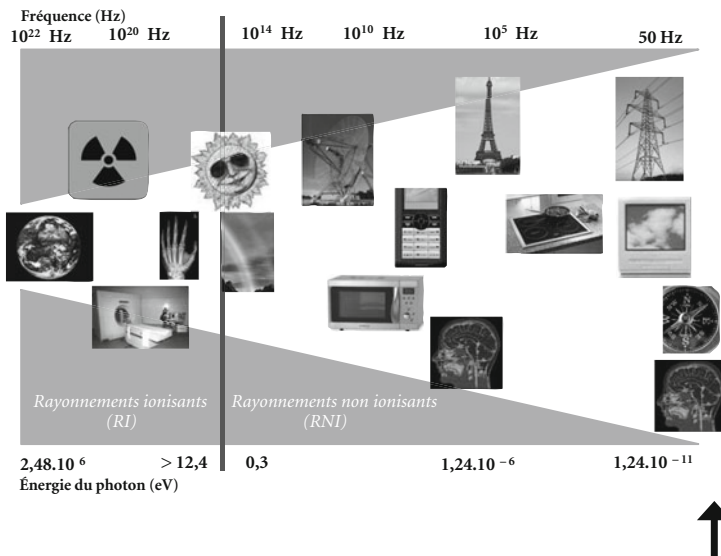 Fréquence (Hz)
10²² Hz 10²⁰ Hz 10¹⁴ Hz 10¹⁰ Hz 10⁵ Hz 50 Hz
Rayonnements ionisants Rayonnements non ionisants
(RI) (RNI)
2,48.10 ⁶ > 12,4 0,3 1,24.10 ⁻⁶ 1,24.10 ⁻¹¹
Énergie du photon (eV)